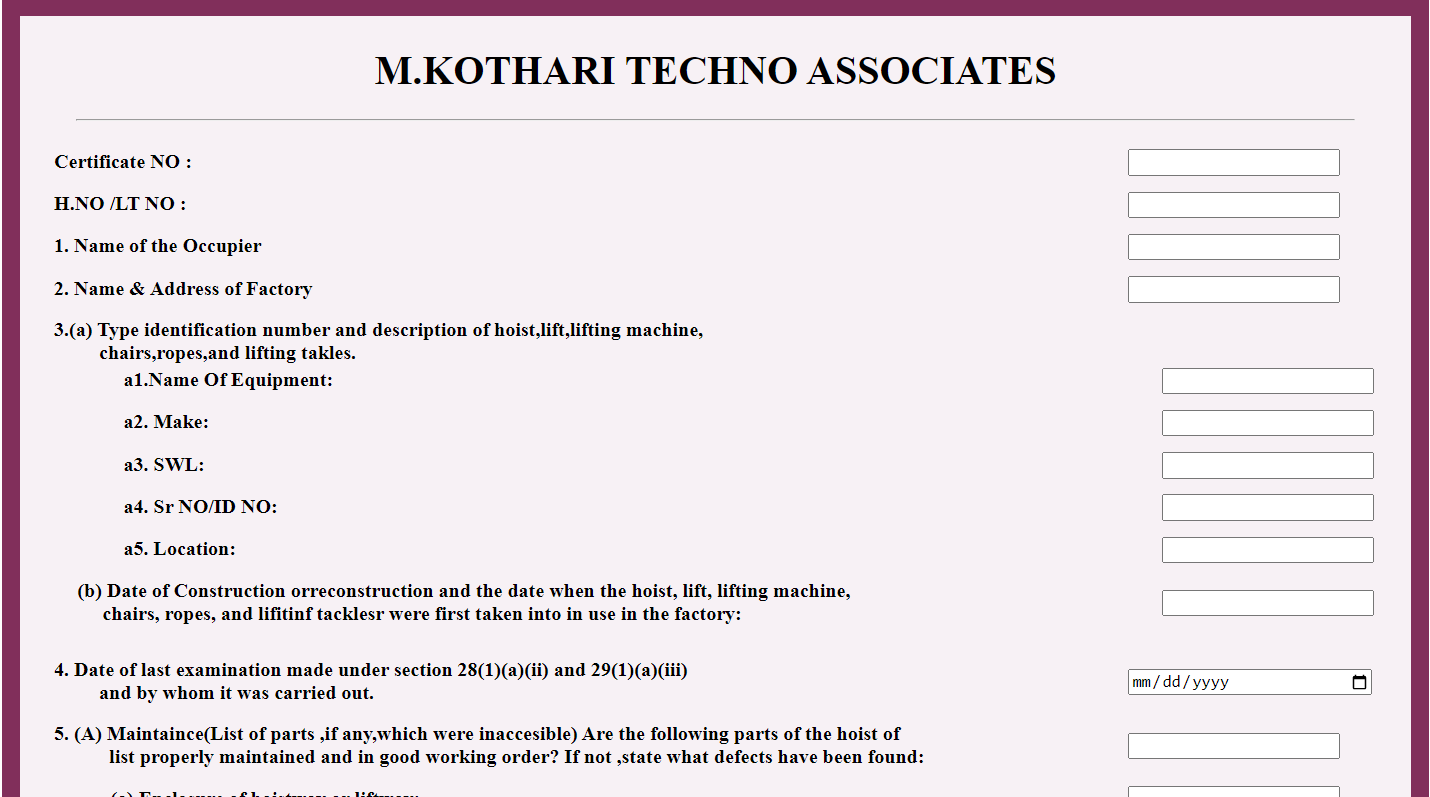 M.KOTHARI TECHNO ASSOCIATES
Certificate NO :
H.NO /LT NO :
1. Name of the Occupier
2. Name & Address of Factory
3.(a) Type identification number and description of hoist,lift,lifting machine,
chairs,ropes,and lifting takles.
a1.Name Of Equipment:
a2. Make:
a3. SWL:
a4. Sr NO/ID NO:
a5. Location:
(b) Date of Construction orreconstruction and the date when the hoist, lift, lifting machine,
chairs, ropes, and lifitinf tacklesr were first taken into in use in the factory:
4. Date of last examination made under section 28(1)(a)(ii) and 29(1)(a)(iii)
and by whom it was carried out.
mm/dd/yyyy
5. (A) Maintaince(List of parts ,if any,which were inaccesible) Are the following parts of the hoist of
list properly maintained and in good working order? If not ,state what defects have been found: